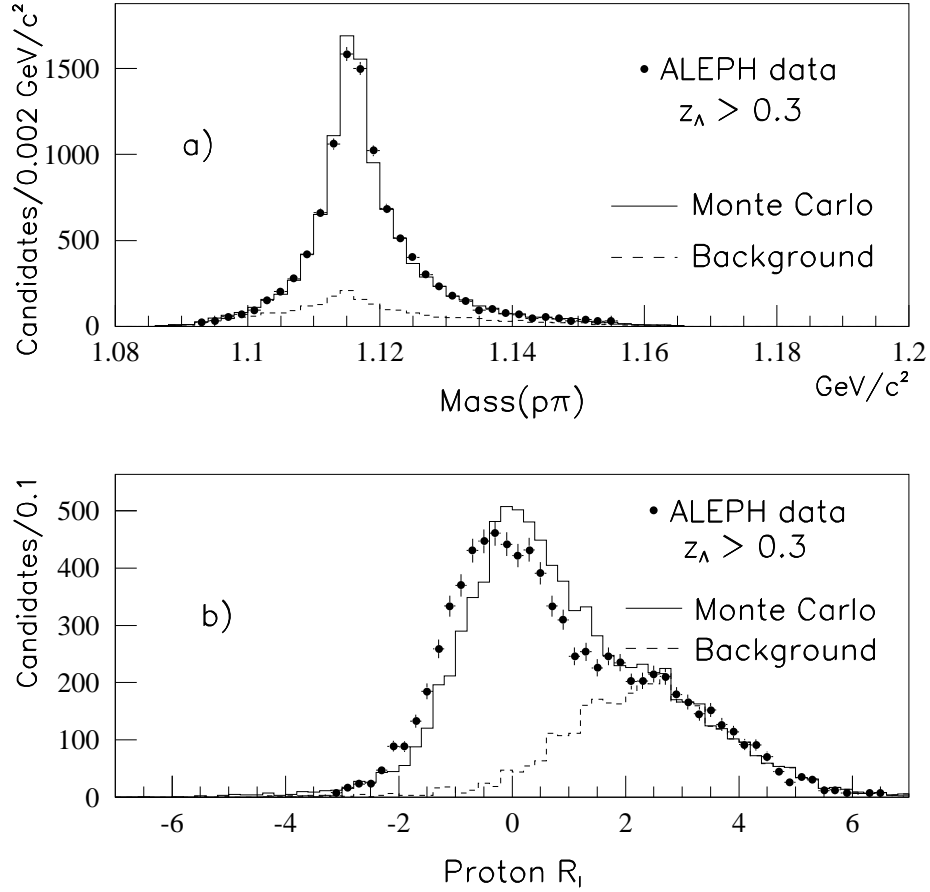 Candidates/0.002 GeV/c²
1500
1000
500
0
a)
ALEPH data
z_Λ > 0.3
Monte Carlo
Background
1.08 1.1 1.12 1.14 1.16 1.18 1.2
GeV/c²
Mass(pπ)
Candidates/0.1
500
400
300
200
100
0
b)
ALEPH data
z_Λ > 0.3
Monte Carlo
Background
-6 -4 -2 0 2 4 6
Proton R_I